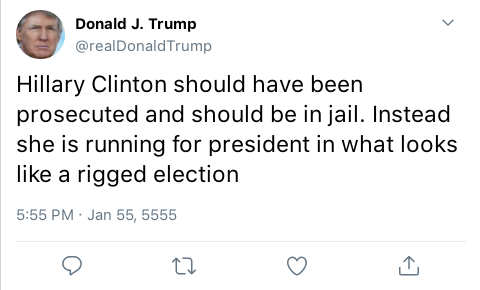 Donald J. Trump
@realDonaldTrump
Hillary Clinton should have been
prosecuted and should be in jail. Instead
she is running for president in what looks
like a rigged election
5:55 PM · Jan 55, 5555